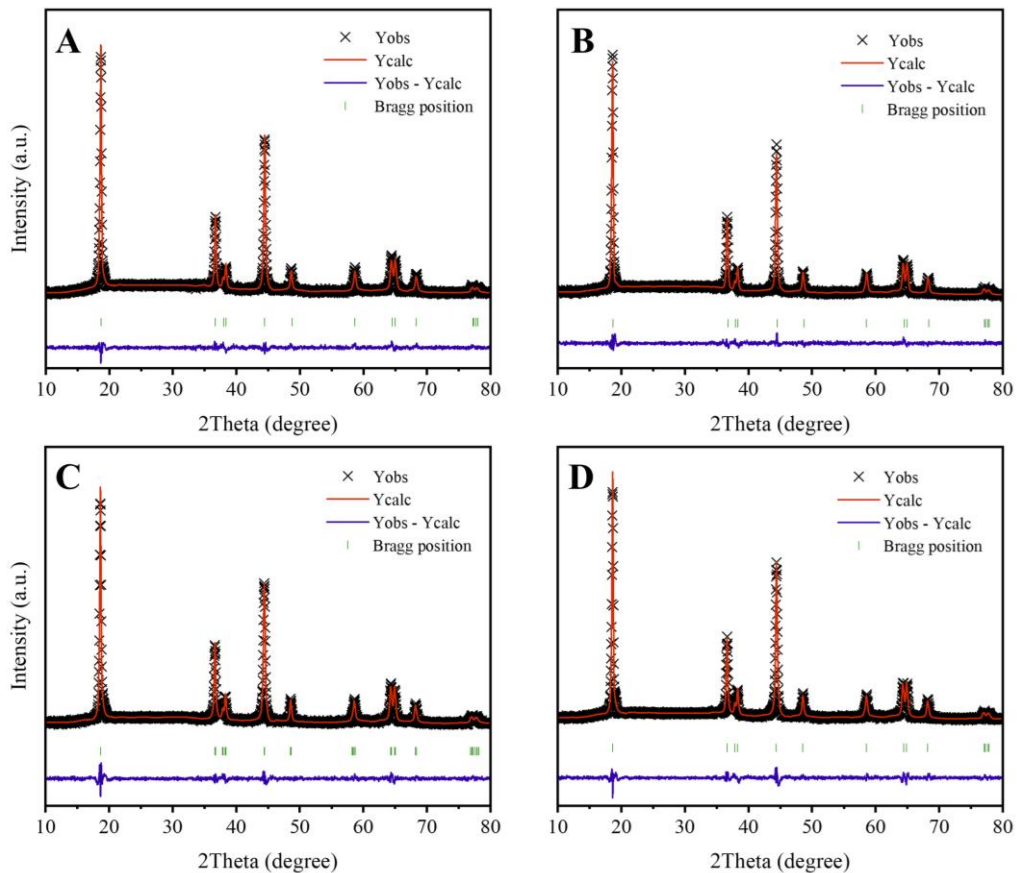 A
Yobs
Ycalc
Yobs - Ycalc
Bragg position
Intensity (a.u.)
10 20 30 40 50 60 70 80
2Theta (degree)
B
Yobs
Ycalc
Yobs - Ycalc
Bragg position
10 20 30 40 50 60 70 80
2Theta (degree)
C
Yobs
Ycalc
Yobs - Ycalc
Bragg position
Intensity (a.u.)
10 20 30 40 50 60 70 80
2Theta (degree)
D
Yobs
Ycalc
Yobs - Ycalc
Bragg position
10 20 30 40 50 60 70 80
2Theta (degree)